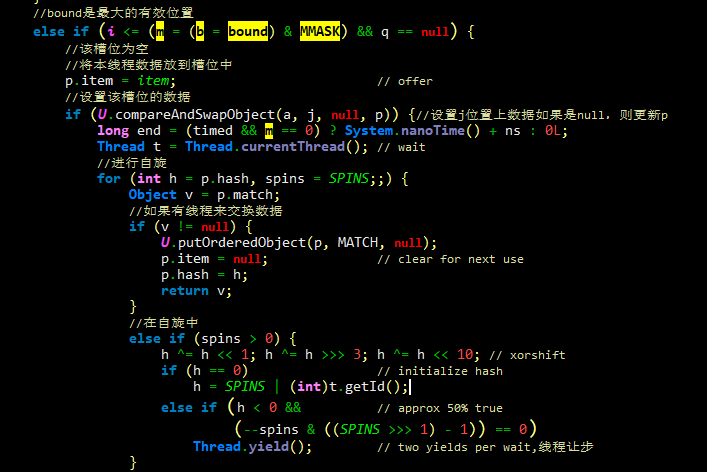 }
//bound是最大的有效位置
else if (i <= (m = (b = bound) & MMASK) && q == null) {
//该槽位为空
//将本线程数据放到槽位中
p.item = item; // offer
//设置该槽位的数据
if (U.compareAndSwapObject(a, j, null, p)) {//设置j位置上数据如果是null，则更新p
long end = (timed && m == 0) ? System.nanoTime() + ns : 0L;
Thread t = Thread.currentThread(); // wait
//进行自旋
for (int h = p.hash, spins = SPINS;;) {
Object v = p.match;
//如果有线程来交换数据
if (v != null) {
U.putOrderedObject(p, MATCH, null);
p.item = null; // clear for next use
p.hash = h;
return v;
}
//在自旋中
else if (spins > 0) {
h ^= h << 1; h ^= h >>> 3; h ^= h << 10; // xorshift
if (h == 0) // initialize hash
h = SPINS | (int)t.getId();
else if (h < 0 && // approx 50% true
(--spins & ((SPINS >>> 1) - 1)) == 0)
Thread.yield(); // two yields per wait,线程让步
}